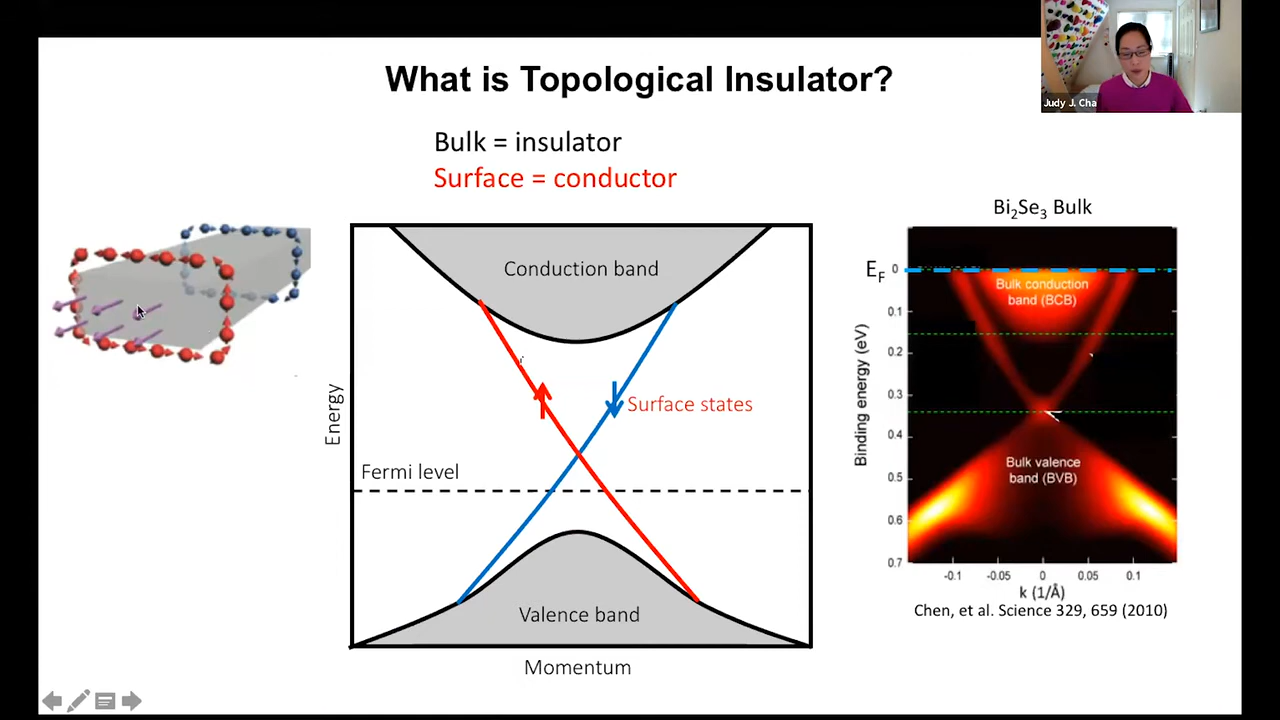 What is Topological Insulator?
Judy J. Cha
Bulk = insulator
Surface = conductor
Conduction band
Surface states
Fermi level
Valence band
Energy
Momentum
Bi₂Se₃ Bulk
E_F
0
Bulk conduction
band (BCB)
0.1
0.2
0.3
0.4
Bulk valence
band (BVB)
0.5
0.6
0.7
Binding energy (eV)
-0.1 -0.05 0 0.05 0.1
k (1/Å)
Chen, et al. Science 329, 659 (2010)